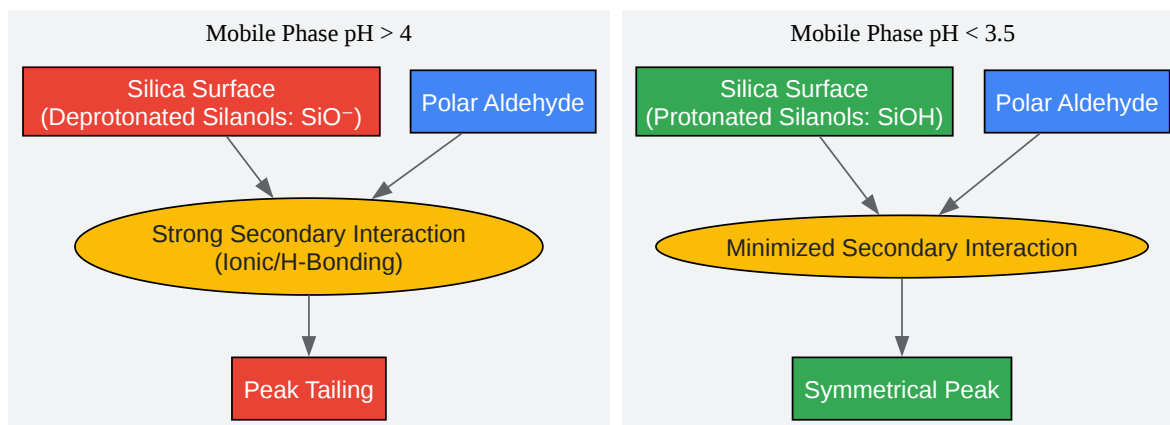 Mobile Phase pH > 4
Silica Surface
(Deprotonated Silanols: SiO⁻)
Polar Aldehyde
Strong Secondary Interaction
(Ionic/H-Bonding)
Peak Tailing
Mobile Phase pH < 3.5
Silica Surface
(Protonated Silanols: SiOH)
Polar Aldehyde
Minimized Secondary Interaction
Symmetrical Peak